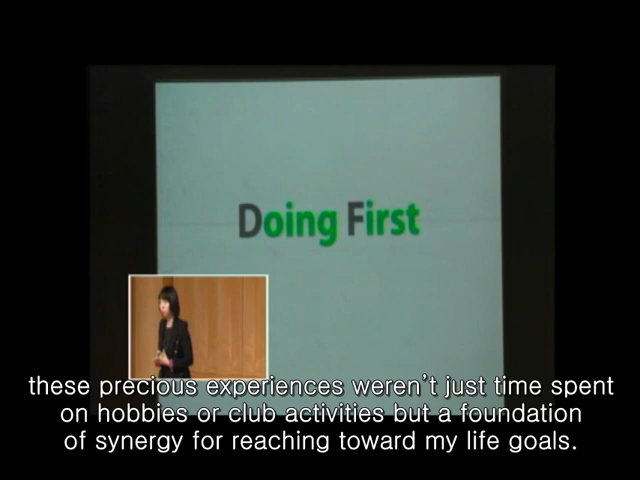 Doing First
these precious experiences weren't just time spent
on hobbies or club activities but a foundation
of synergy for reaching toward my life goals.